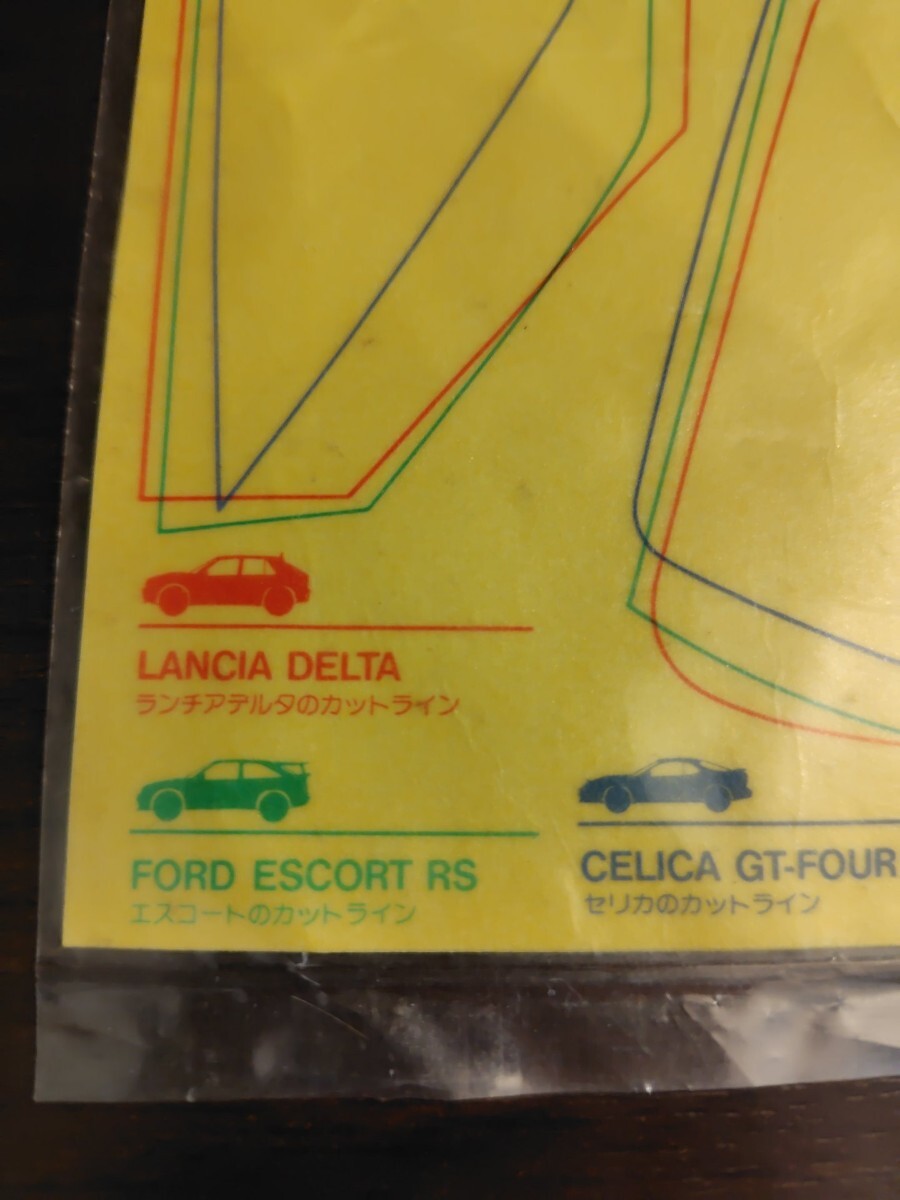 LANCIA DELTA
ランチアデルタのカットライン
FORD ESCORT RS
エスコートのカットライン
CELICA GT-FOUR
セリカのカットライン